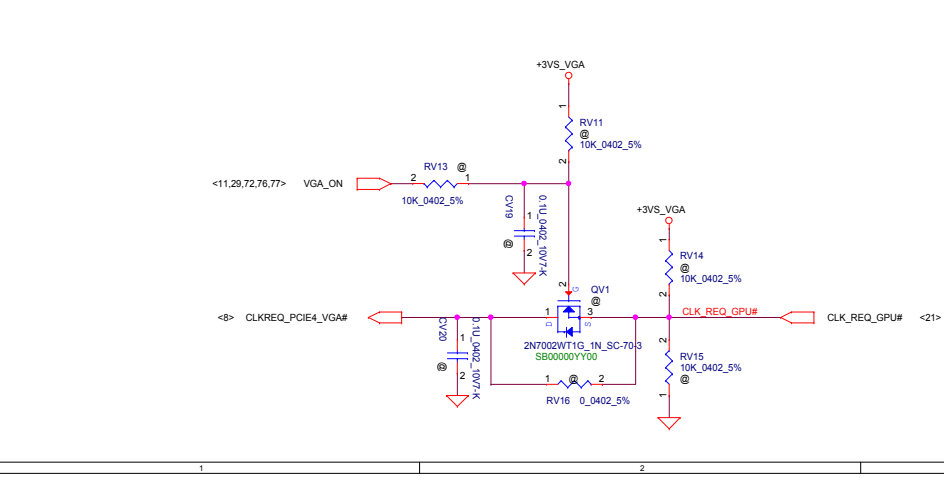 +3VS_VGA
1
RV11
@
10K_0402_5%
2
<11,29,72,76,77> VGA_ON
2 RV13 @ 1
10K_0402_5%
CV19
1
0.1U_0402_10V7-K
@
2
+3VS_VGA
1
RV14
@
10K_0402_5%
2
2 G
QV1
@
<8> CLKREQ_PCIE4_VGA#
1 D
S 3
CLK_REQ_GPU#
CLK_REQ_GPU# <21>
2N7002WT1G_1N_SC-70-3
SB00000YY00
CV20
1
0.1U_0402_10V7-K
@
2
1 @ 2
RV16 0_0402_5%
2
RV15
10K_0402_5%
@
1
1
2